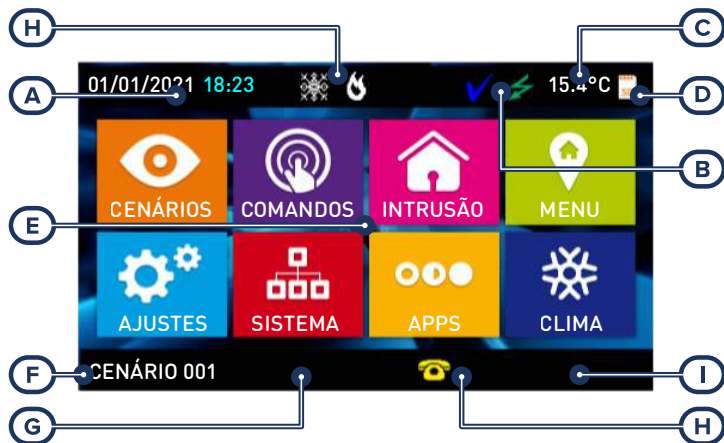 H
C
01/01/2021 18:23
15.4°C
A
D
B
CENÁRIOS
COMANDOS
INTRUSÃO
MENU
E
AJUSTES
SISTEMA
APPS
CLIMA
F
CENÁRIO 001
I
G
H